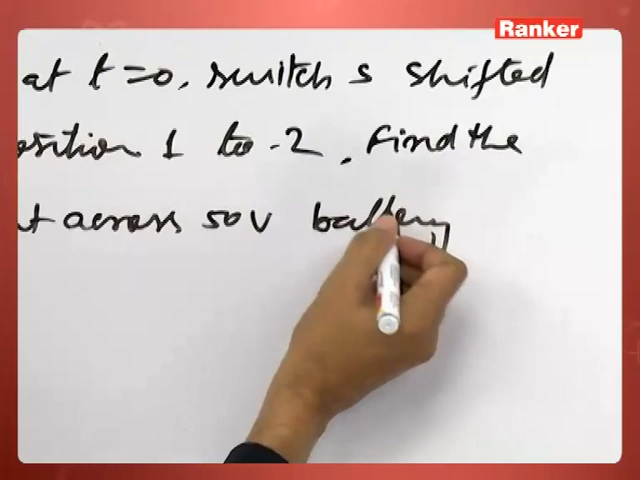 Ranker
at t=0, switch s shifted
osition 1 to -2. Find the
t across 50V battery